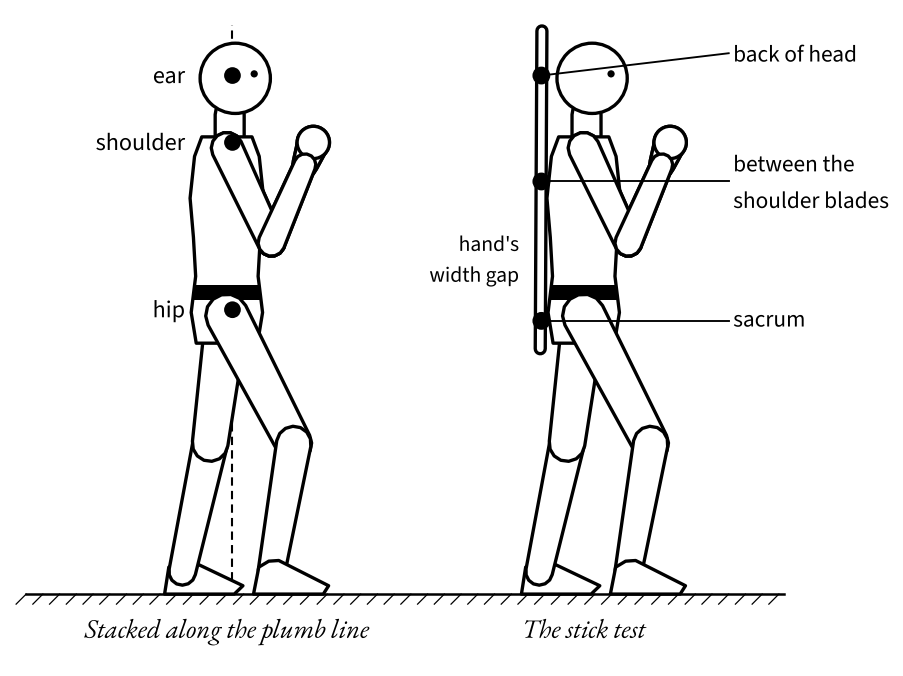 ear
shoulder
hip
back of head
between the
shoulder blades
hand's
width gap
sacrum
Stacked along the plumb line
The stick test